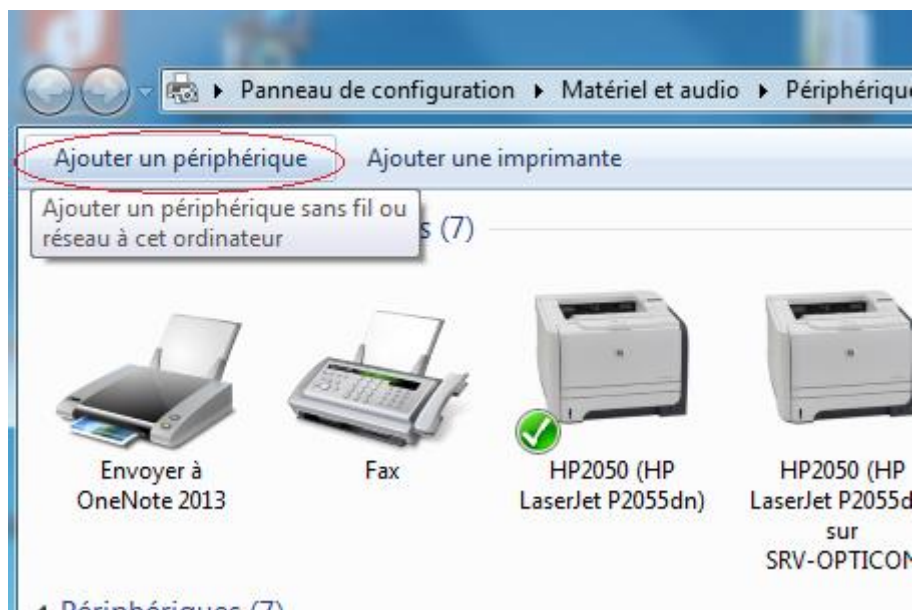 Panneau de configuration ▸ Matériel et audio ▸ Périphérique
Ajouter un périphérique Ajouter une imprimante
Ajouter un périphérique sans fil ou
réseau à cet ordinateur
s (7)
Envoyer à
OneNote 2013
Fax
HP2050 (HP
LaserJet P2055dn)
HP2050 (HP
LaserJet P2055d
sur
SRV-OPTICON
Périphériques (7)